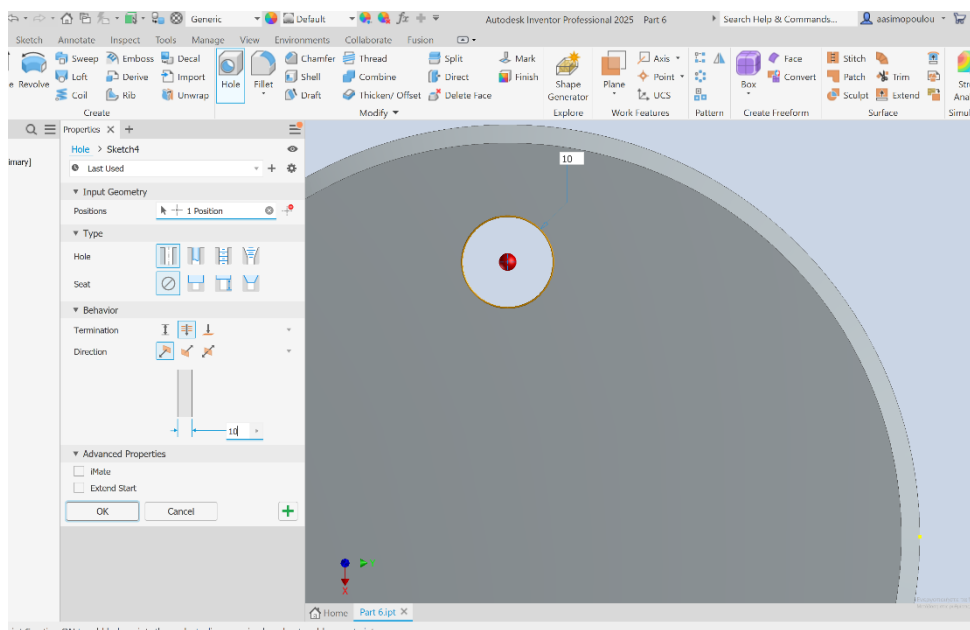 Generic Default fx Autodesk Inventor Professional 2025 Part 6 Search Help & Commands... aasimopoulou
Sketch Annotate Inspect Tools Manage View Environments Collaborate Fusion
Sweep Emboss Decal Chamfer Thread Split Mark Axis Face Stitch
e Revolve Loft Derive Import Hole Fillet Shell Combine Direct Finish Shape Generator Plane Point Box Convert Patch Trim
Coil Rib Unwrap Draft Thicken/ Offset Delete Face UCS Sculpt Extend
Create Modify Explore Work Features Pattern Create Freeform Surface
Properties × +
Hole > Sketch4
imary]
Last Used
Input Geometry
Positions 1 Position
Type
Hole
Seat
Behavior
Termination
Direction
10
Advanced Properties
iMate
Extend Start
OK Cancel
10
X
Home Part 6.ipt ×